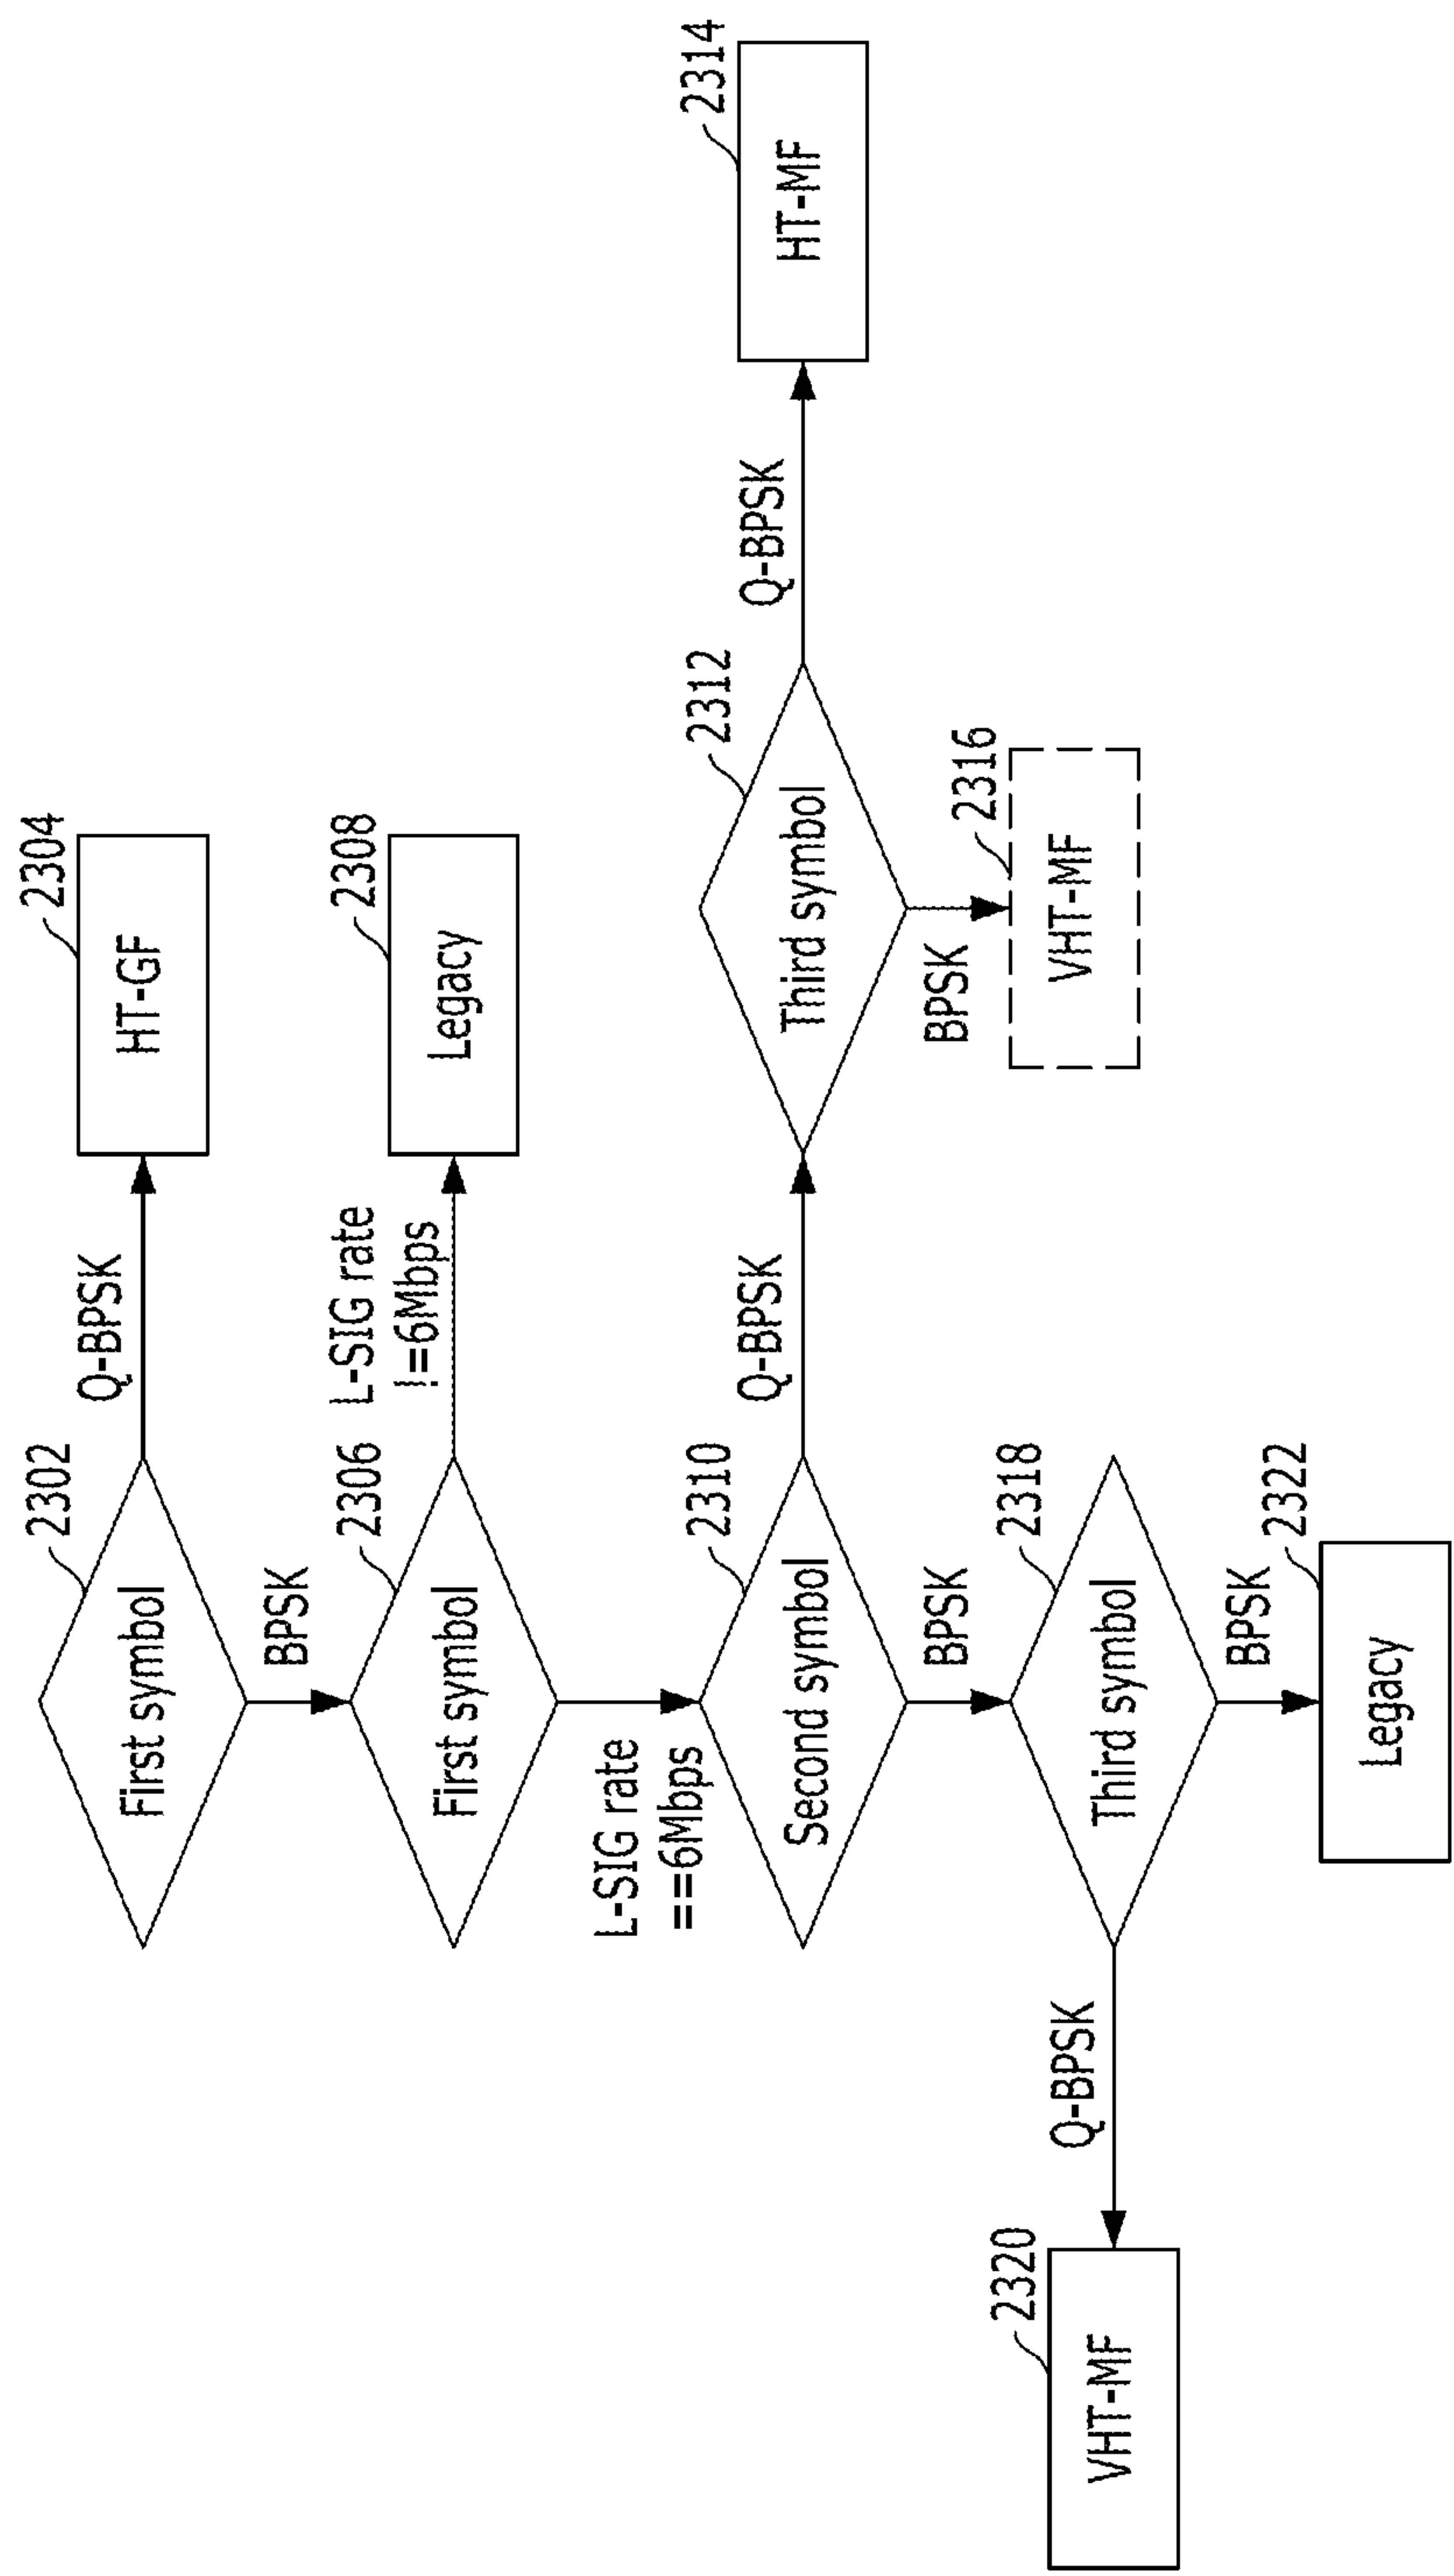 2302
First symbol
Q-BPSK
2304
HT-GF
BPSK
2306
First symbol
L-SIG rate
!=6Mbps
2308
Legacy
L-SIG rate
==6Mbps
2310
Second symbol
Q-BPSK
2312
Third symbol
Q-BPSK
2314
HT-MF
BPSK
2316
VHT-MF
BPSK
2318
Third symbol
Q-BPSK
2320
VHT-MF
BPSK
2322
Legacy